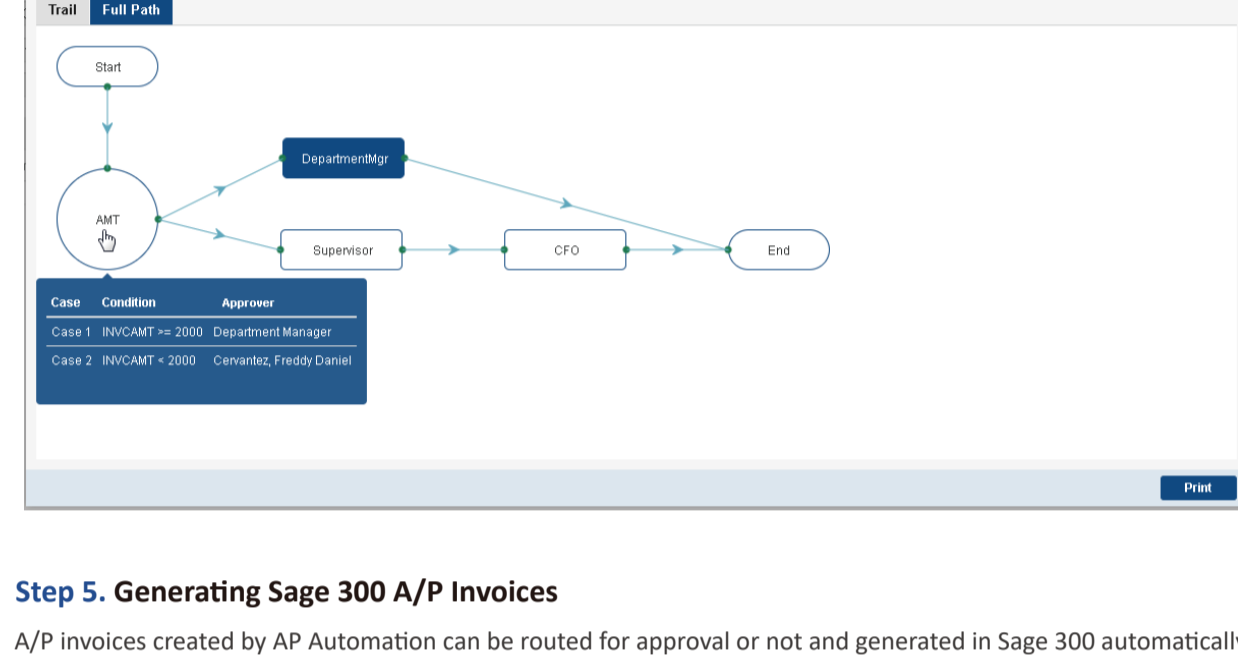 Trail Full Path
Start
DepartmentMgr
AMT
Supervisor CFO End
Case Condition Approver
Case 1 INVCAMT >= 2000 Department Manager
Case 2 INVCAMT < 2000 Cervantez, Freddy Daniel
Print
Step 5. Generating Sage 300 A/P Invoices
A/P invoices created by AP Automation can be routed for approval or not and generated in Sage 300 automatically